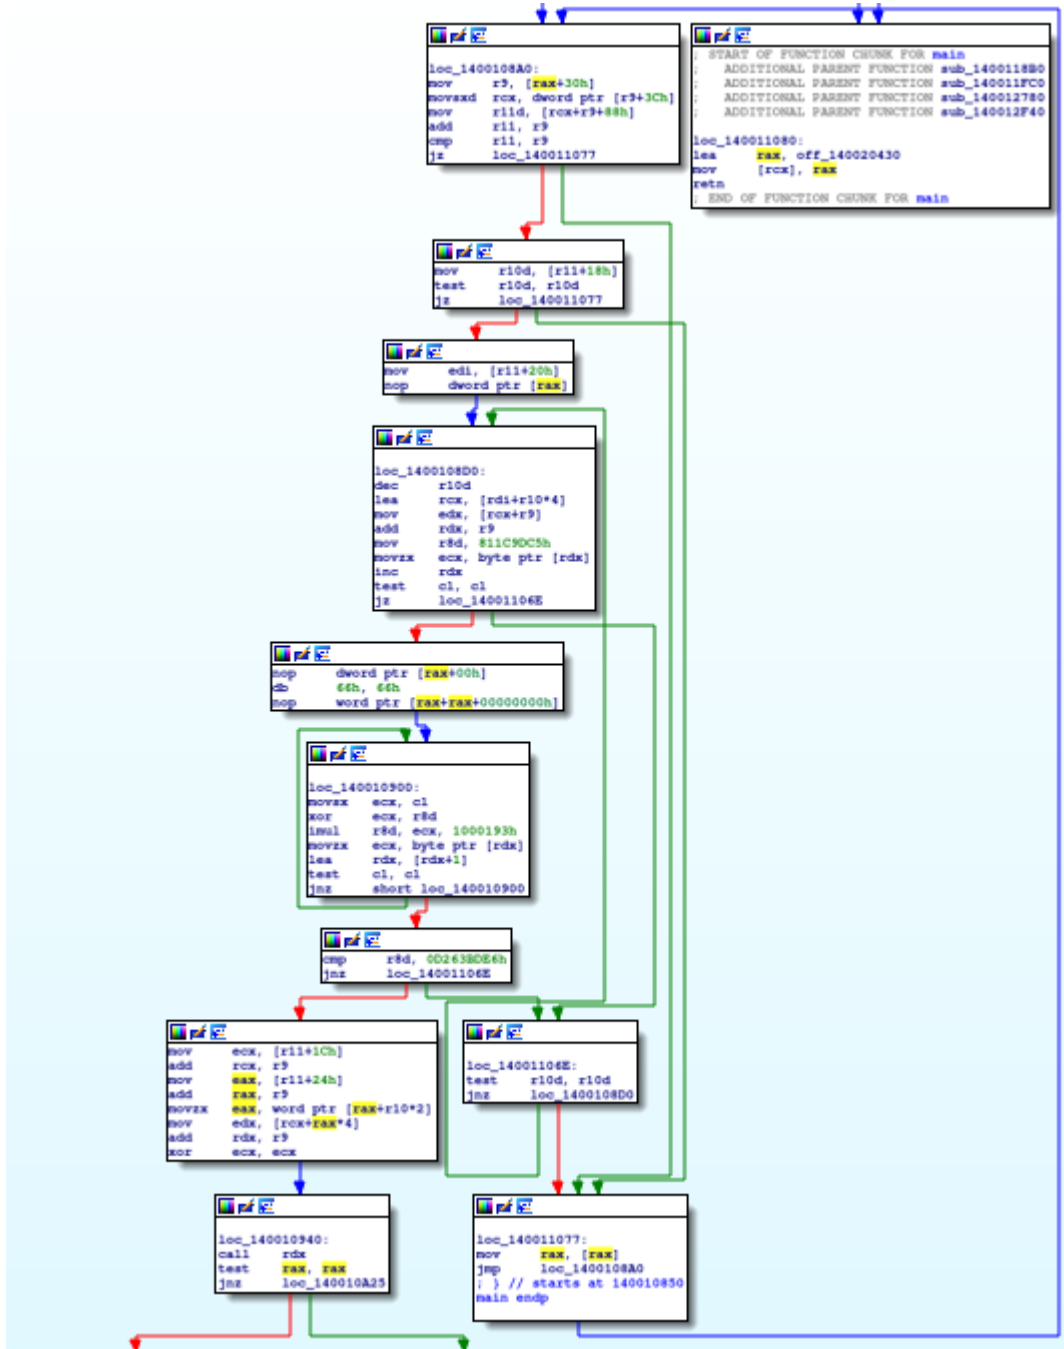 loc_1400108A0:
mov r9, [rax+30h]
movsxd rcx, dword ptr [r9+3Ch]
mov r11d, [rcx+r9+88h]
add r11, r9
cmp r11, r9
jz loc_140011077
; START OF FUNCTION CHUNK FOR main
; ADDITIONAL PARENT FUNCTION sub_1400118B0
; ADDITIONAL PARENT FUNCTION sub_140011FC0
; ADDITIONAL PARENT FUNCTION sub_140012780
; ADDITIONAL PARENT FUNCTION sub_140012F40
loc_140011080:
lea rax, off_140020430
mov [rcx], rax
retn
; END OF FUNCTION CHUNK FOR main
mov r10d, [r11+18h]
test r10d, r10d
jz loc_140011077
mov edi, [r11+20h]
nop dword ptr [rax]
loc_1400108D0:
dec r10d
lea rcx, [rdi+r10*4]
mov edx, [rcx+r9]
add rdx, r9
mov r8d, 811C9DC5h
movzx ecx, byte ptr [rdx]
inc rdx
test cl, cl
jz loc_14001106E
nop dword ptr [rax+00h]
db 66h, 66h
nop word ptr [rax+rax+00000000h]
loc_140010900:
movsx ecx, cl
xor ecx, r8d
imul r8d, ecx, 1000193h
movzx ecx, byte ptr [rdx]
lea rdx, [rdx+1]
test cl, cl
jnz short loc_140010900
cmp r8d, 0D263BDE6h
jnz loc_14001106E
mov ecx, [r11+1Ch]
add rcx, r9
mov eax, [r11+24h]
add rax, r9
movzx eax, word ptr [rax+r10*2]
mov edx, [rcx+rax*4]
add rdx, r9
xor ecx, ecx
loc_14001106E:
test r10d, r10d
jnz loc_1400108D0
loc_140010940:
call rdx
test rax, rax
jnz loc_140010A25
loc_140011077:
mov rax, [rax]
jmp loc_1400108A0
; } // starts at 140010850
main endp